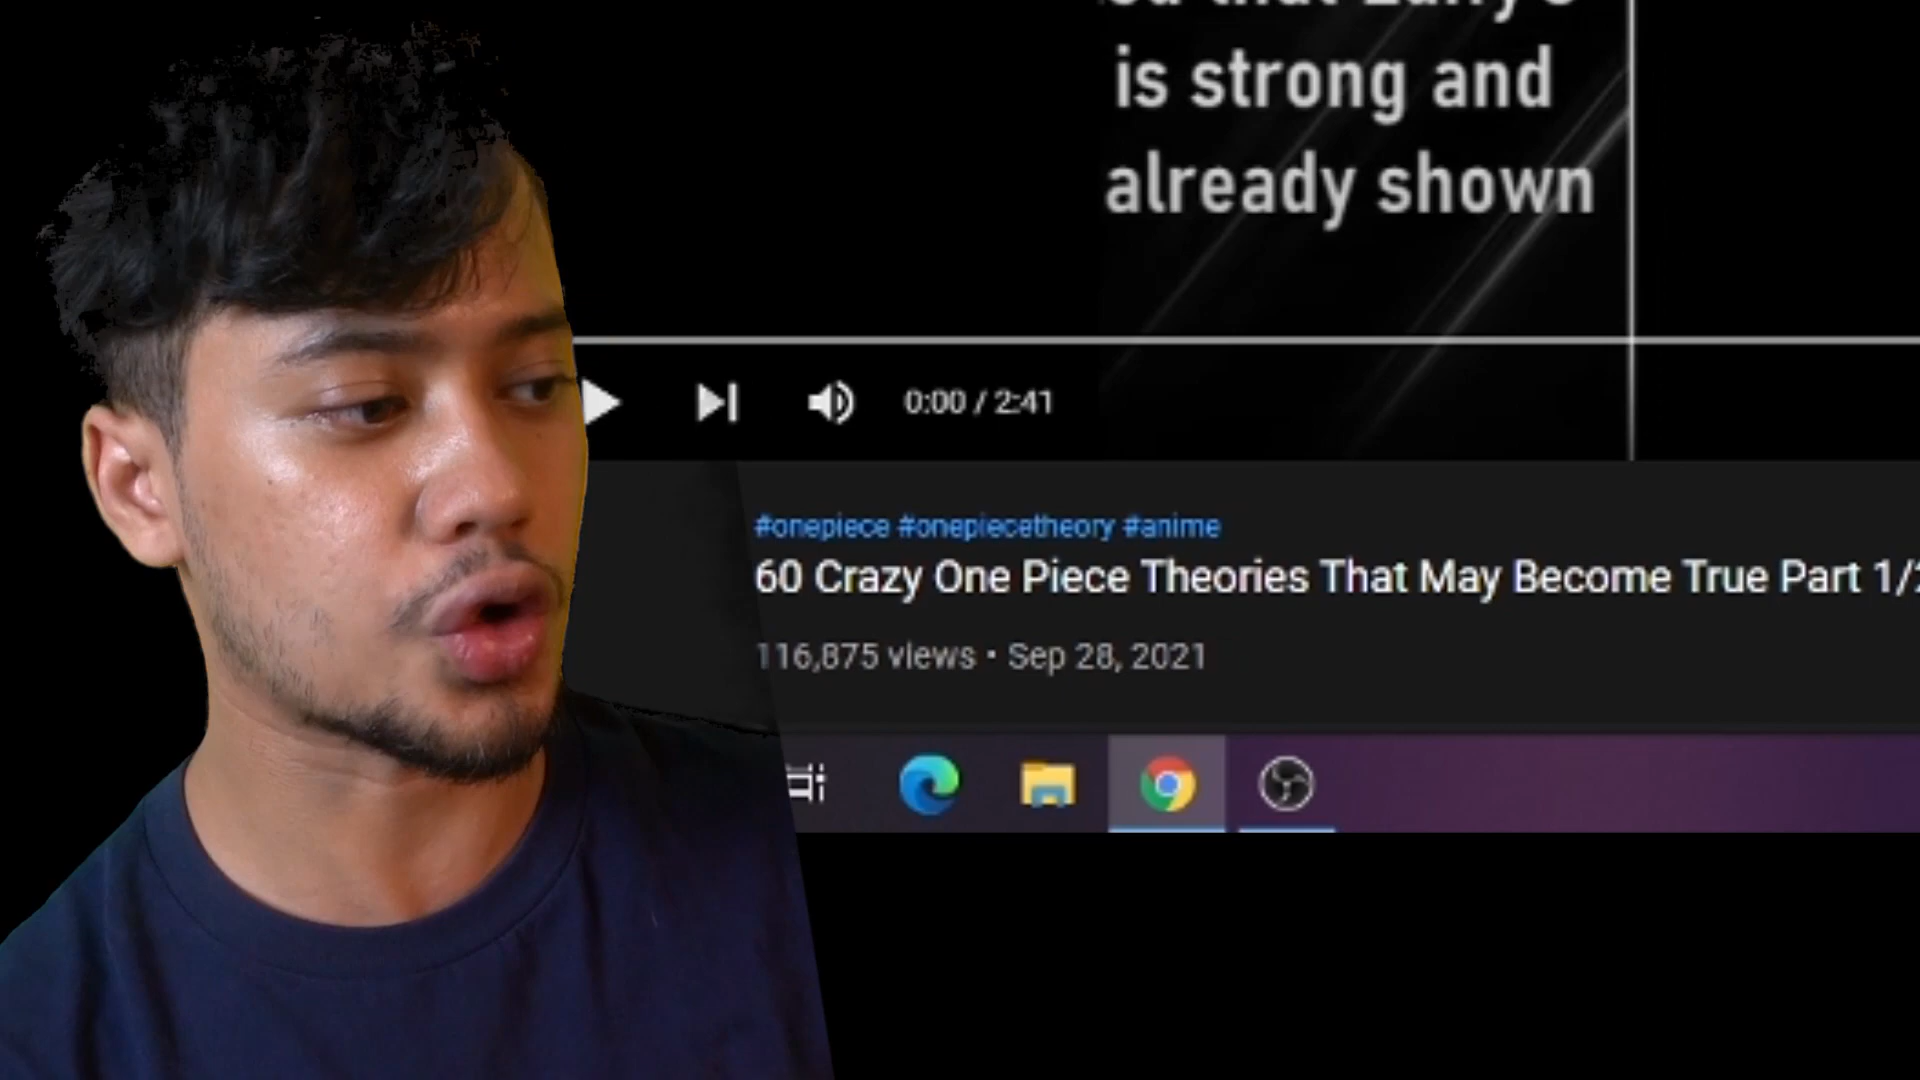 is strong and
already shown
0:00 / 2:41
#onepiece #onepiecetheory #anime
60 Crazy One Piece Theories That May Become True Part 1/
116,875 views • Sep 28, 2021